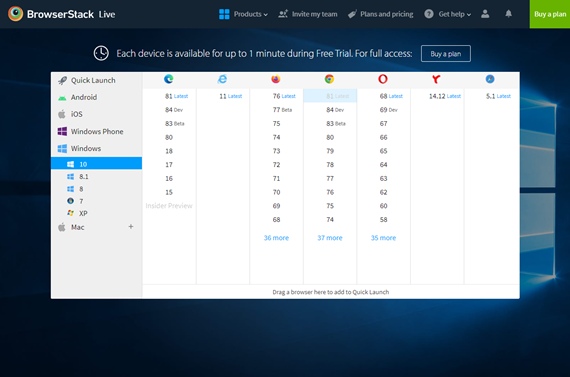 BrowserStack Live
Products Invite my team Plans and pricing Get help Buy a plan
Each device is available for up to 1 minute during Free Trial. For full access: Buy a plan
Quick Launch
Android
iOS
Windows Phone
Windows
10
8.1
8
7
XP
Mac +
81 Latest 11 Latest 76 Latest 81 Latest 68 Latest 14.12 Latest 5.1 Latest
84 Dev 77 Beta 84 Dev 69 Dev
83 Beta 75 83 Beta 67
80 74 80 66
18 73 79 65
17 72 78 64
16 71 77 63
15 70 76 62
Insider Preview 69 75 60
68 74 58
36 more 37 more 35 more
Drag a browser here to add to Quick Launch